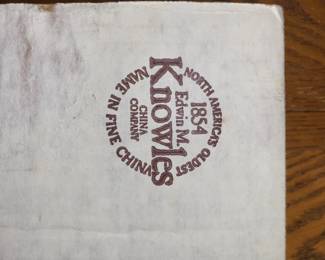 NORTH AMERICA'S OLDEST
1854
Edwin M.
Knowles
CHINA
COMPANY
NAME IN FINE CHINA